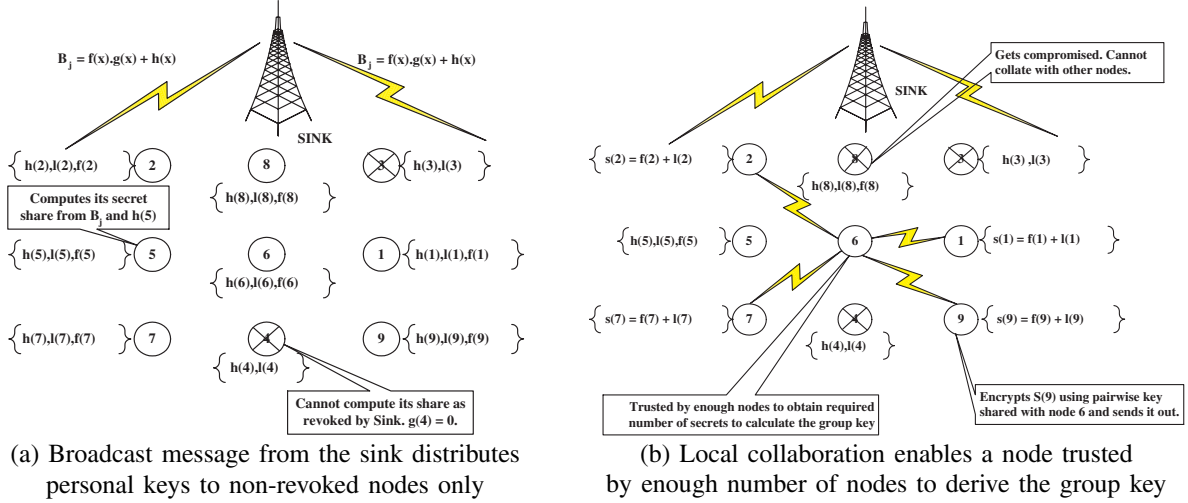 B_j = f(x).g(x) + h(x)
B_j = f(x).g(x) + h(x)
SINK
{h(2),l(2),f(2)}
2
8
{h(8),l(8),f(8)}
3
{h(3),l(3)}
Computes its secret
share from B_j and h(5)
{h(5),l(5),f(5)}
5
6
{h(6),l(6),f(6)}
1
{h(1),l(1),f(1)}
{h(7),l(7),f(7)}
7
4
{h(4),l(4)}
9
{h(9),l(9),f(9)}
Cannot compute its share as
revoked by Sink. g(4) = 0.
(a) Broadcast message from the sink distributes
personal keys to non-revoked nodes only
Gets compromised. Cannot
collate with other nodes.
SINK
{s(2) = f(2) + l(2)}
2
8
{h(8),l(8),f(8)}
3
{h(3) ,l(3)}
{h(5),l(5),f(5)}
5
6
1
{s(1) = f(1) + l(1)}
{s(7) = f(7) + l(7)}
7
4
{h(4),l(4)}
9
{s(9) = f(9) + l(9)}
Trusted by enough nodes to obtain required
number of secrets to calculate the group key
Encrypts S(9) using pairwise key
shared with node 6 and sends it out.
(b) Local collaboration enables a node trusted
by enough number of nodes to derive the group key